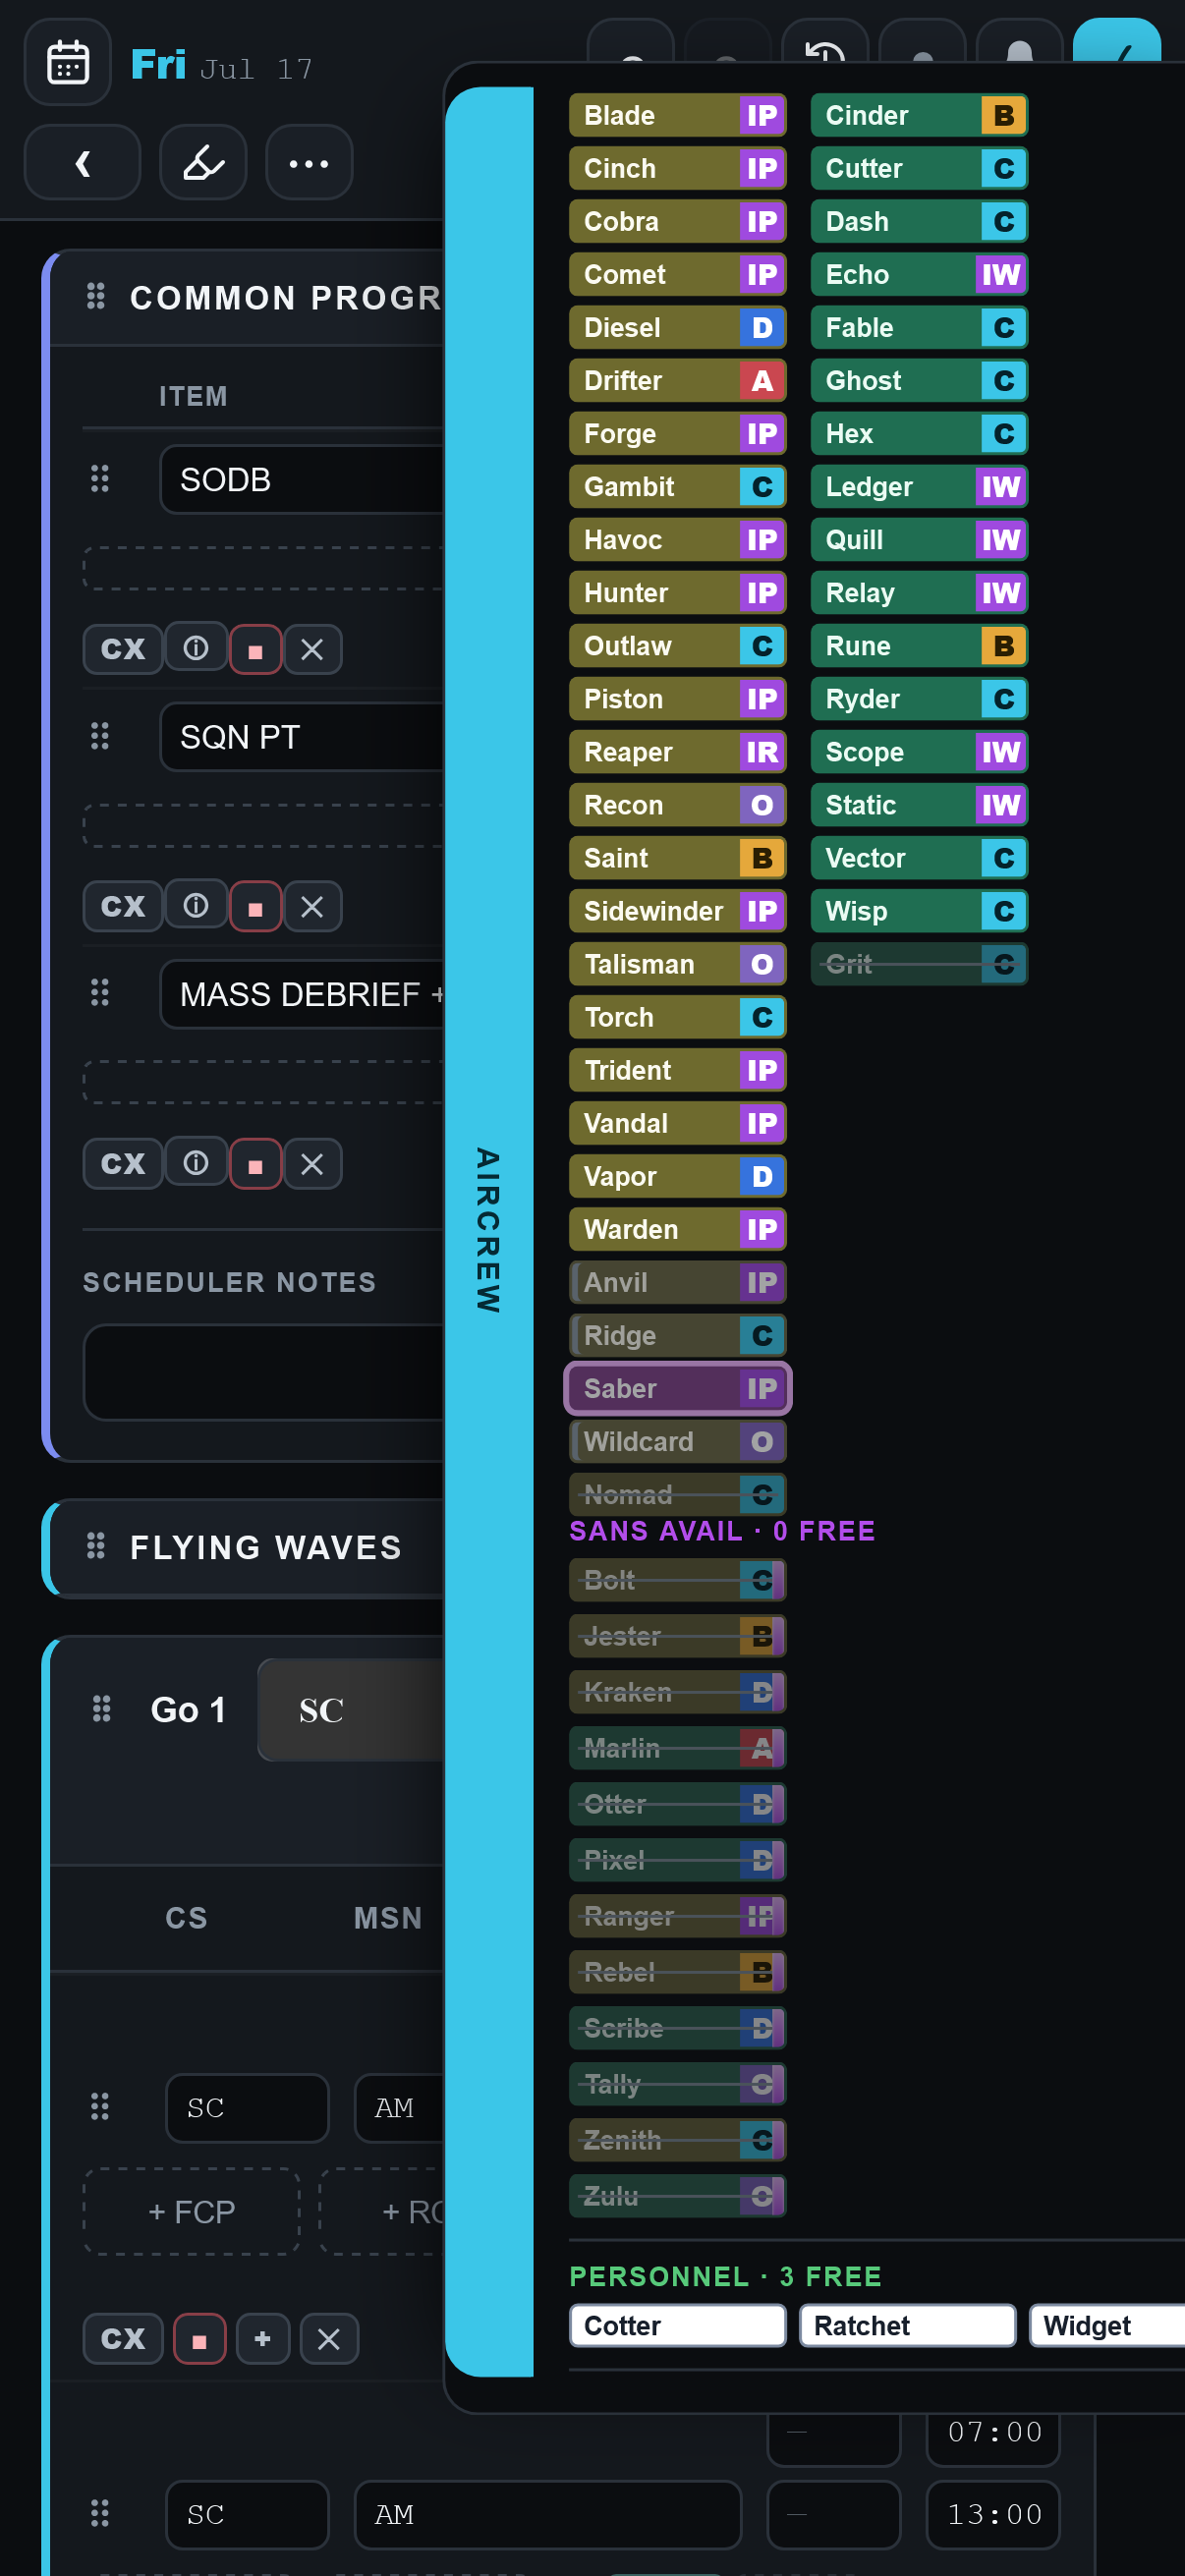 Fri Jul 17
COMMON PROGR
ITEM
SODB
CX
SQN PT
CX
MASS DEBRIEF +
CX
SCHEDULER NOTES
FLYING WAVES
Go 1 SC
CS MSN
SC AM
+ FCP + RC
CX +
— 07:00
SC AM — 13:00
AIRCREW
Blade IP Cinder B
Cinch IP Cutter C
Cobra IP Dash C
Comet IP Echo IW
Diesel D Fable C
Drifter A Ghost C
Forge IP Hex C
Gambit C Ledger IW
Havoc IP Quill IW
Hunter IP Relay IW
Outlaw C Rune B
Piston IP Ryder C
Reaper IR Scope IW
Recon O Static IW
Saint B Vector C
Sidewinder IP Wisp C
Talisman O Grit C
Torch C
Trident IP
Vandal IP
Vapor D
Warden IP
Anvil IP
Ridge C
Saber IP
Wildcard O
Nomad C
SANS AVAIL · 0 FREE
Bolt C
Jester B
Kraken D
Marlin A
Otter D
Pixel D
Ranger IP
Rebel B
Scribe D
Tally O
Zenith C
Zulu O
PERSONNEL · 3 FREE
Cotter Ratchet Widget